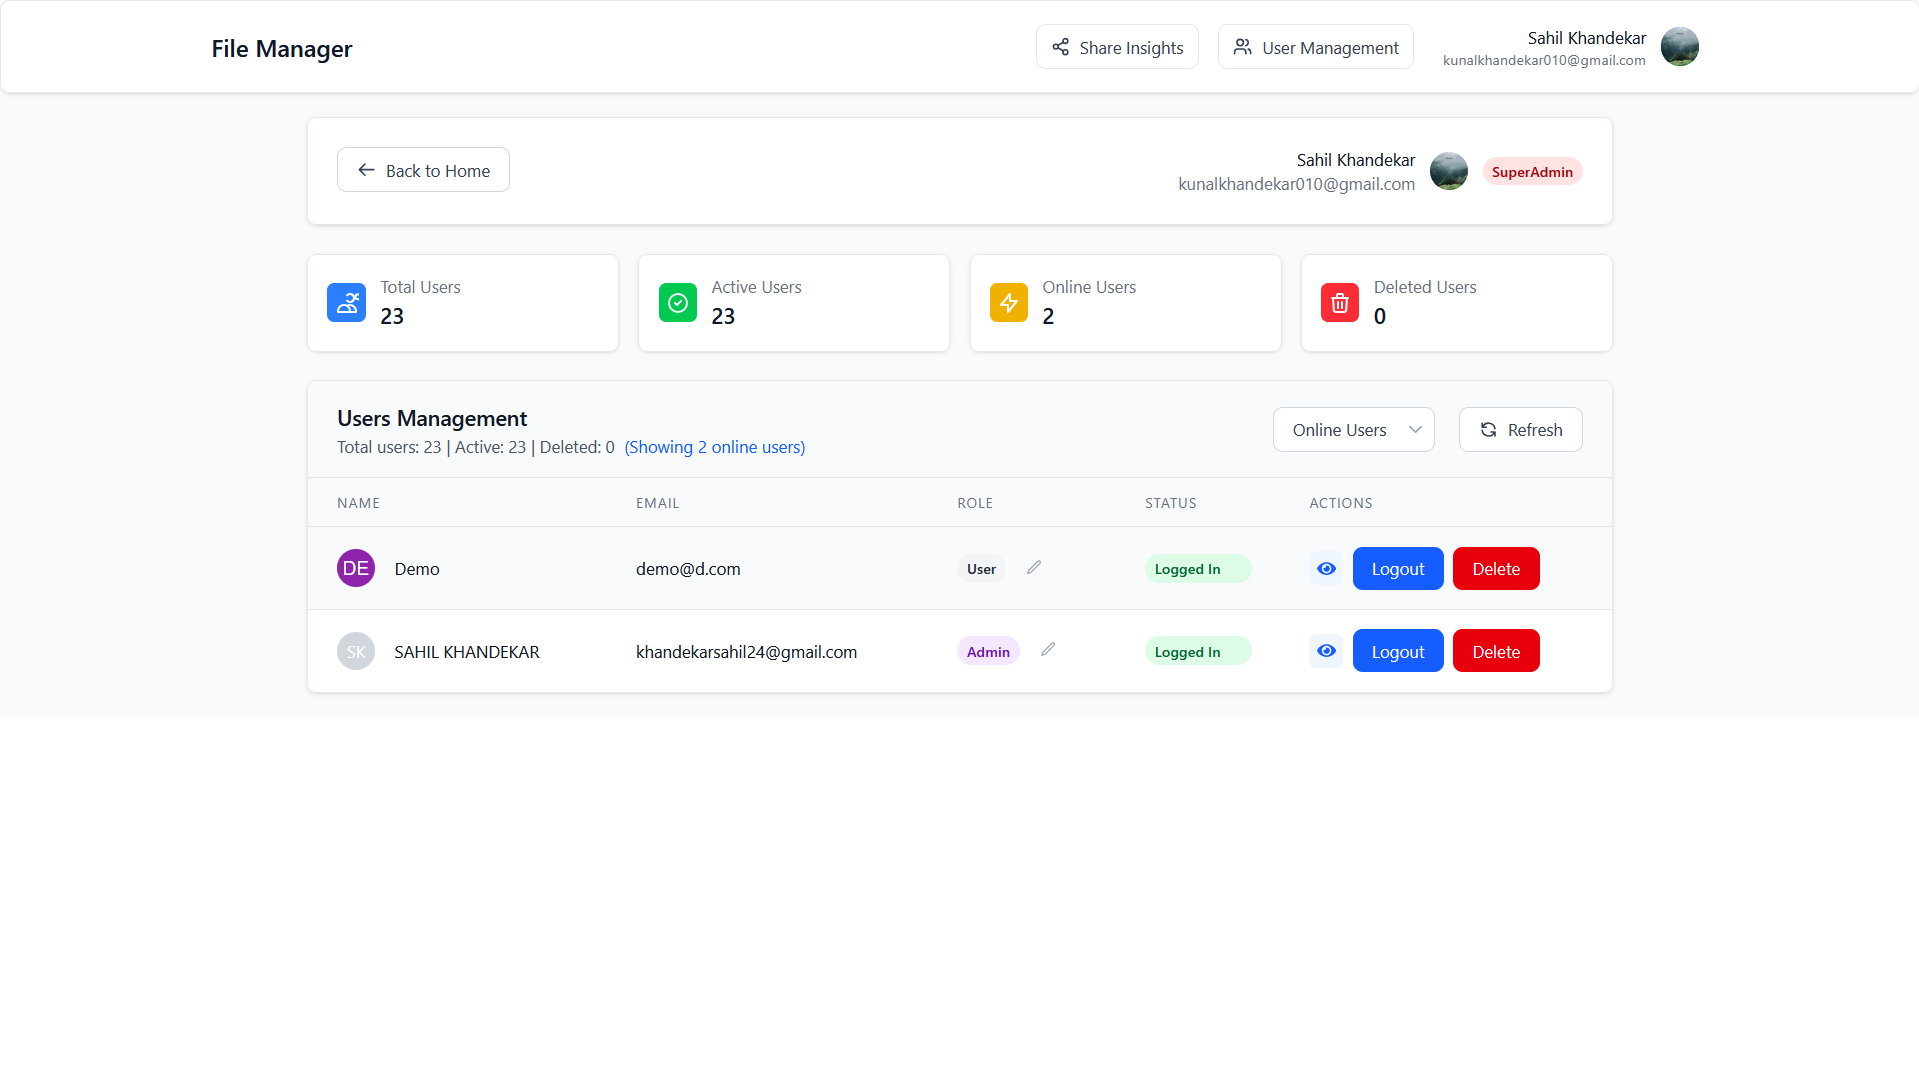 File Manager
Share Insights
User Management
Sahil Khandekar
kunalkhandekar010@gmail.com
Back to Home
Sahil Khandekar
kunalkhandekar010@gmail.com
SuperAdmin
Total Users
23
Active Users
23
Online Users
2
Deleted Users
0
Users Management
Total users: 23 | Active: 23 | Deleted: 0 (Showing 2 online users)
Online Users
Refresh
NAME EMAIL ROLE STATUS ACTIONS
DE Demo demo@d.com User Logged In Logout Delete
SK SAHIL KHANDEKAR khandekarsahil24@gmail.com Admin Logged In Logout Delete